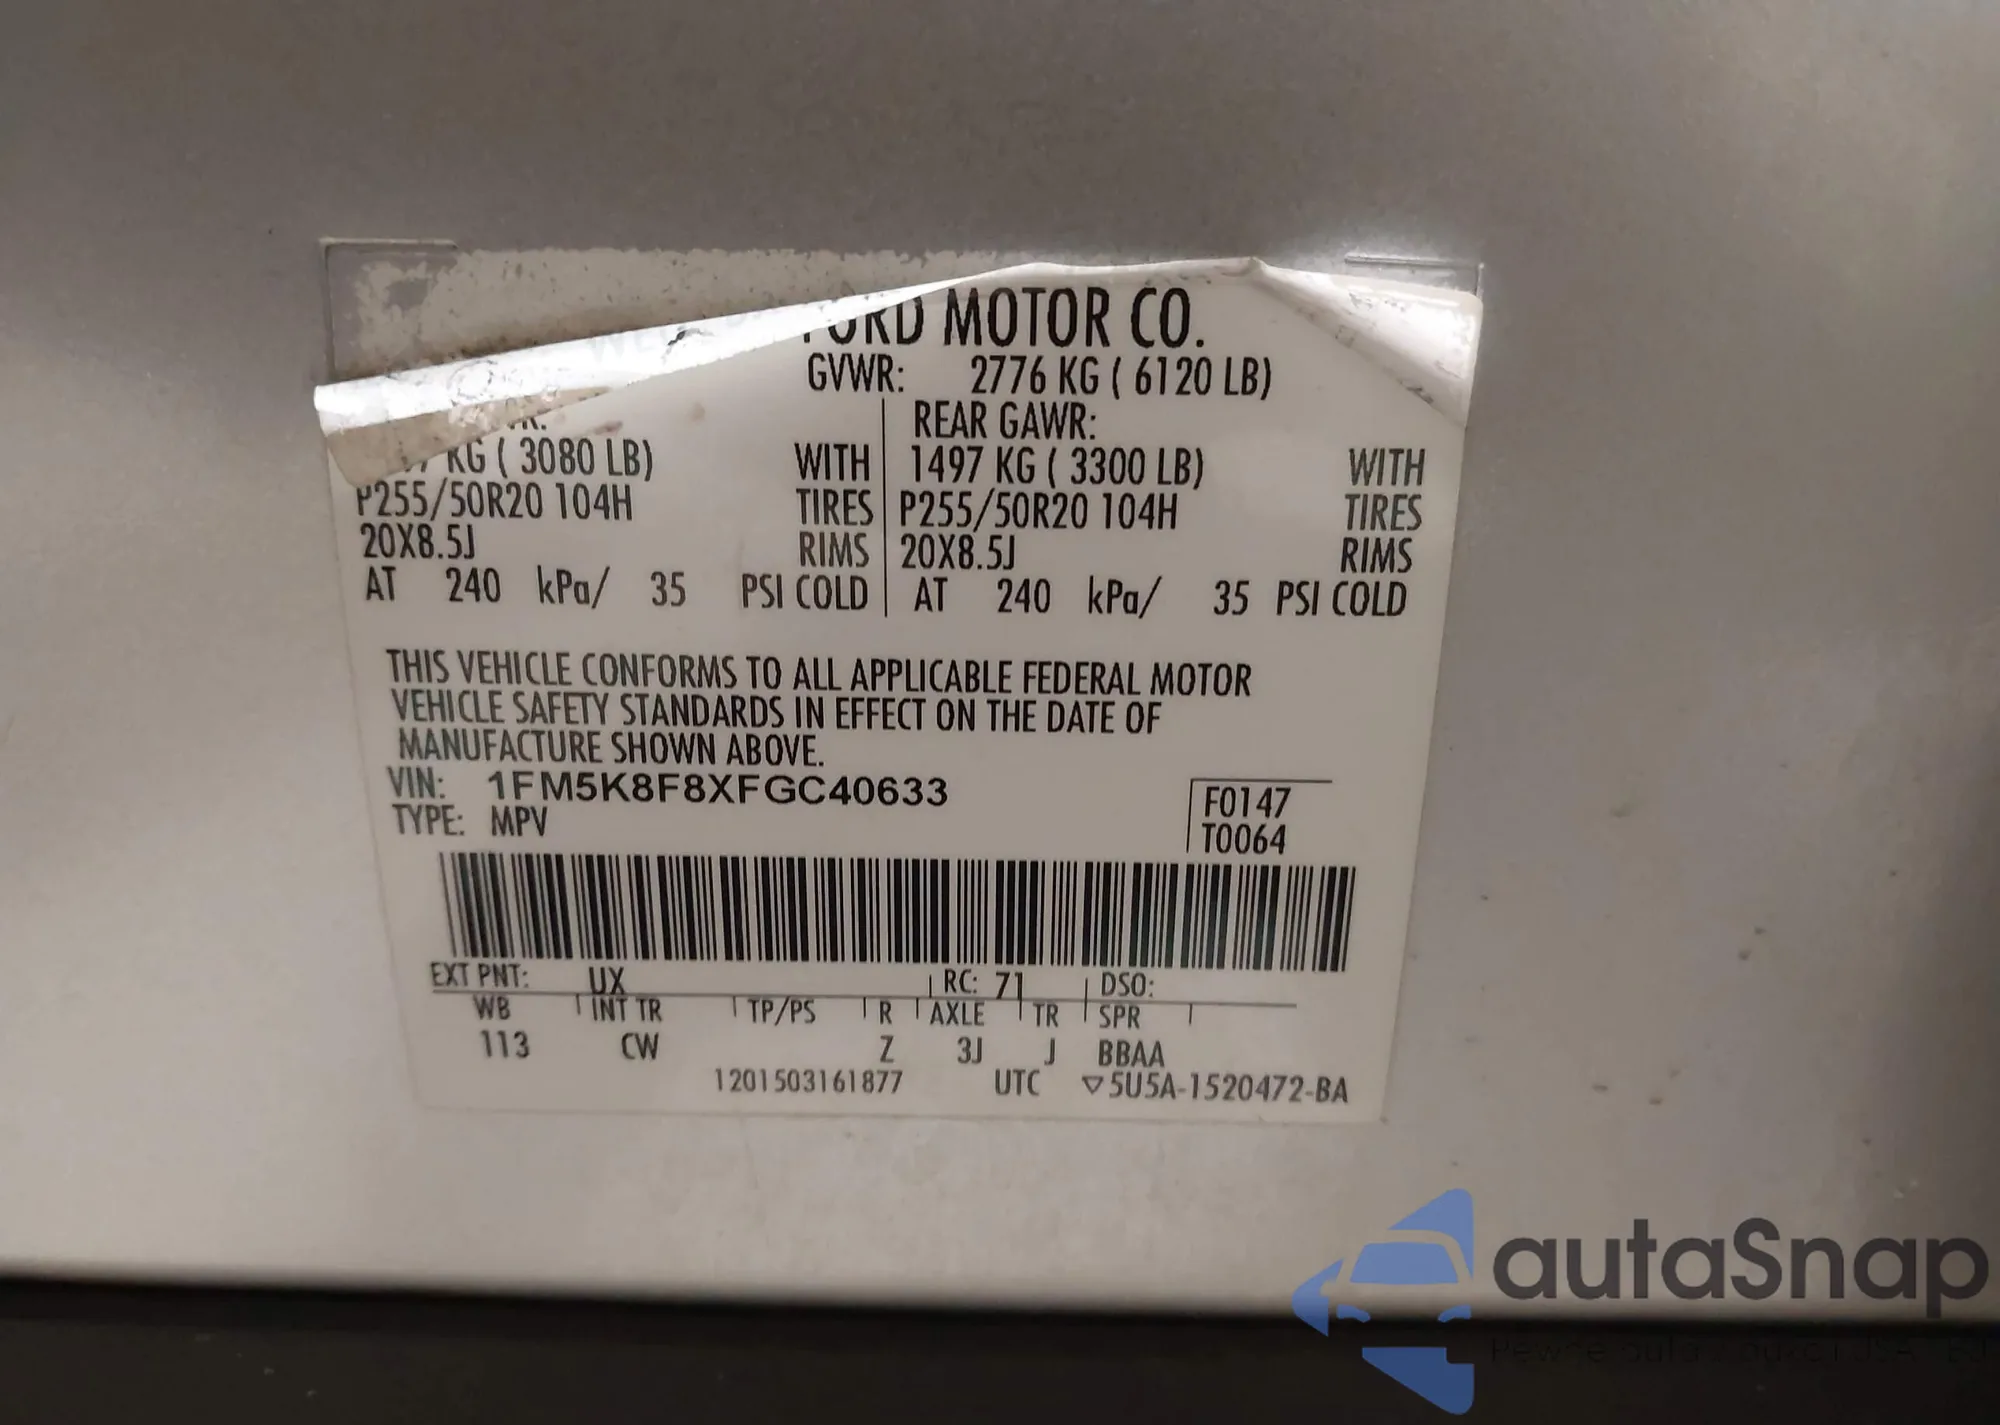 FORD MOTOR CO.
GVWR: 2776 KG ( 6120 LB)
REAR GAWR:
KG ( 3080 LB) WITH 1497 KG ( 3300 LB) WITH
P255/50R20 104H TIRES P255/50R20 104H TIRES
20X8.5J RIMS 20X8.5J RIMS
AT 240 kPa/ 35 PSI COLD AT 240 kPa/ 35 PSI COLD
THIS VEHICLE CONFORMS TO ALL APPLICABLE FEDERAL MOTOR
VEHICLE SAFETY STANDARDS IN EFFECT ON THE DATE OF
MANUFACTURE SHOWN ABOVE.
VIN: 1FM5K8F8XFGC40633
TYPE: MPV
F0147
T0064
EXT PNT: UX RC: 71 DSO:
WB INT TR TP/PS R AXLE TR SPR
113 CW Z 3J J BBAA
1201503161877 UTC ▽5U5A-1520472-BA
autaSnap